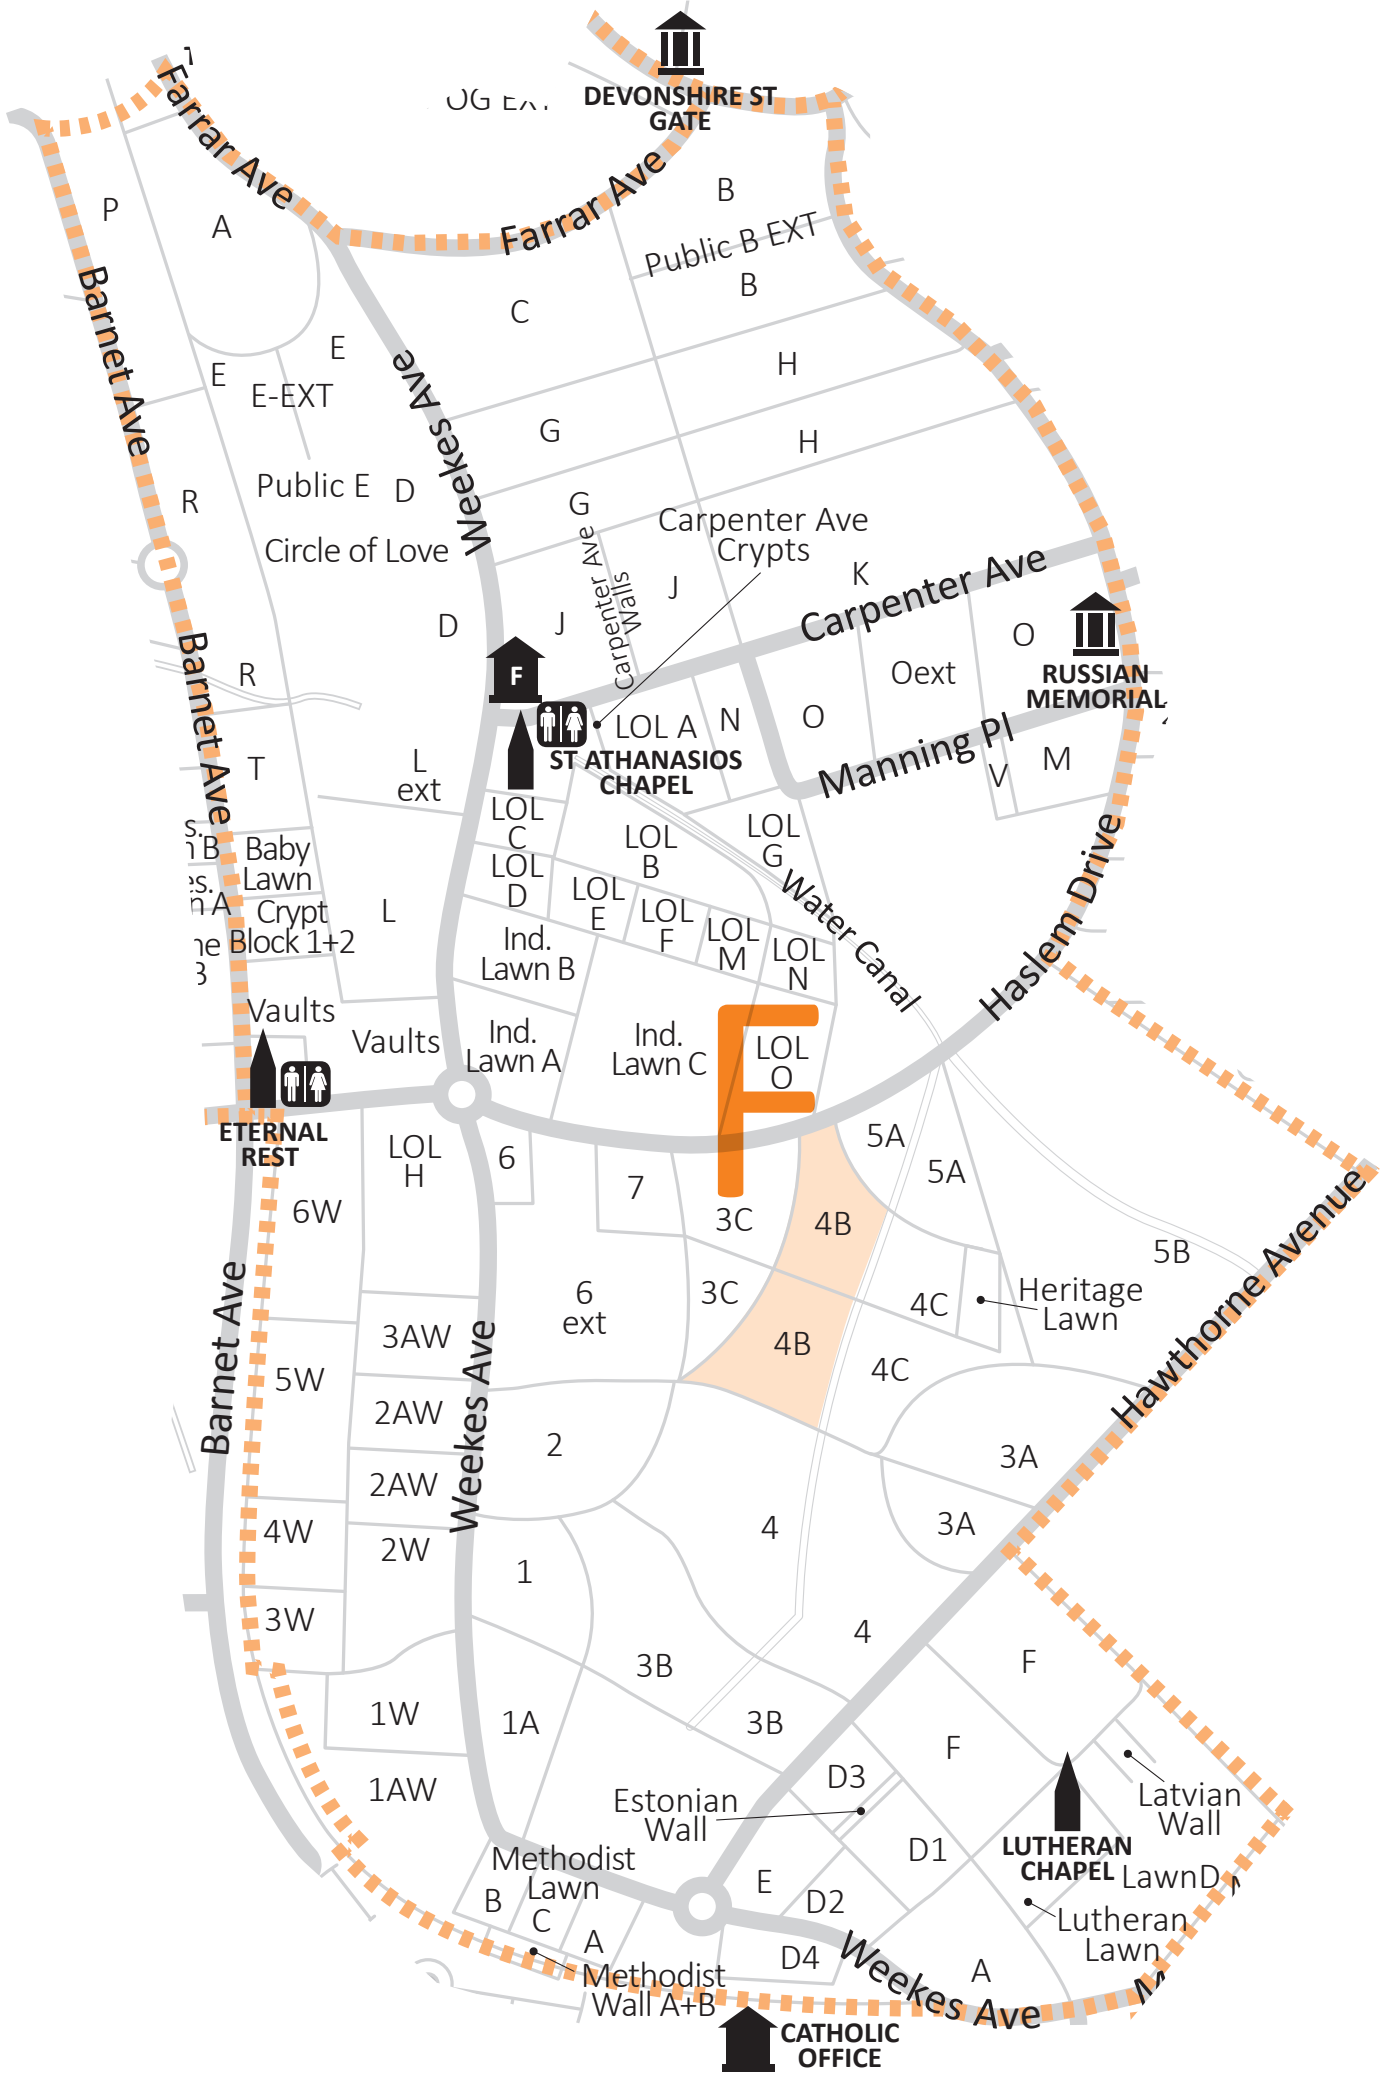 DEVONSHIRE ST
GATE
Farrar Ave
Farrar Ave
P
A
B
Public B EXT
B
Barnet Ave
C
E
E
E-EXT
H
Weekes Ave
G
H
Public E
D
R
G
Circle of Love
Carpenter Ave
Crypts
Carpenter Ave
Walls
K
Carpenter Ave
J
J
D
O
Oext
RUSSIAN
MEMORIAL
F
R
Barnet Ave
LOL A
N
O
Manning Pl
ST ATHANASIOS
CHAPEL
T
L
ext
V
M
LOL
C
LOL
B
LOL
G
Baby
Lawn
LOL
D
LOL
E
LOL
F
LOL
M
LOL
N
Water Canal
Haslem Drive
Crypt
Block 1+2
L
Ind.
Lawn B
Vaults
Vaults
Ind.
Lawn A
Ind.
Lawn C
F
LOL
O
ETERNAL
REST
LOL
H
6
7
5A
5A
6W
3C
4B
5B
Hawthorne Avenue
Barnet Ave
6
ext
3C
4C
Heritage
Lawn
3AW
4B
4C
5W
Weekes Ave
2AW
2
3A
2AW
4W
2W
4
3A
1
3W
4
3B
F
1W
1A
3B
F
1AW
D3
Estonian
Wall
Latvian
Wall
D1
LUTHERAN
CHAPEL
LawnD
Methodist
Lawn
B
C
A
E
D2
Lutheran
Lawn
D4
Weekes Ave
A
Methodist
Wall A+B
CATHOLIC
OFFICE